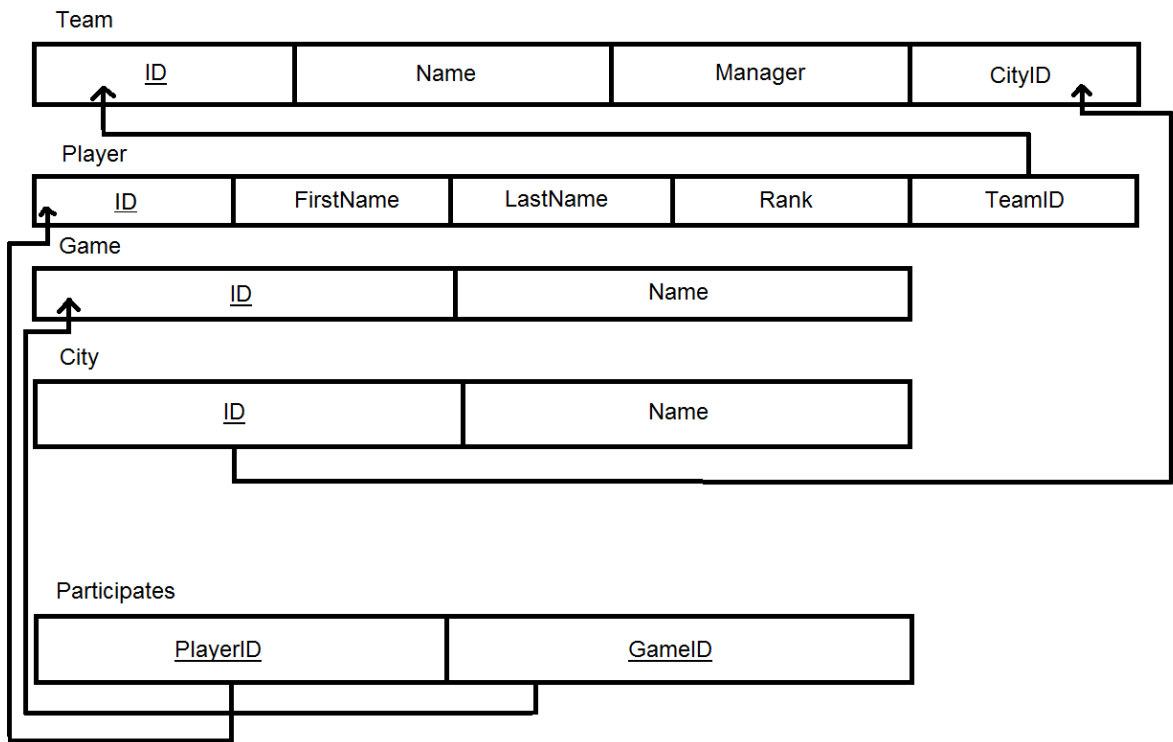 Team
ID Name Manager CityID
Player
ID FirstName LastName Rank TeamID
Game
ID Name
City
ID Name
Participates
PlayerID GameID